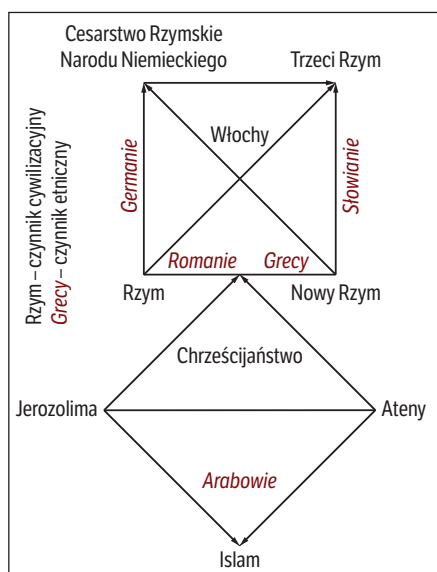 Cesarstwo Rzymskie
Narodu Niemieckiego
Trzeci Rzym
Włochy
Germanie
Słowianie
Rzym – czynnik cywilizacyjny
Grecy – czynnik etniczny
Romanie
Grecy
Rzym
Nowy Rzym
Chrześcijaństwo
Jerozolima
Ateny
Arabowie
Islam